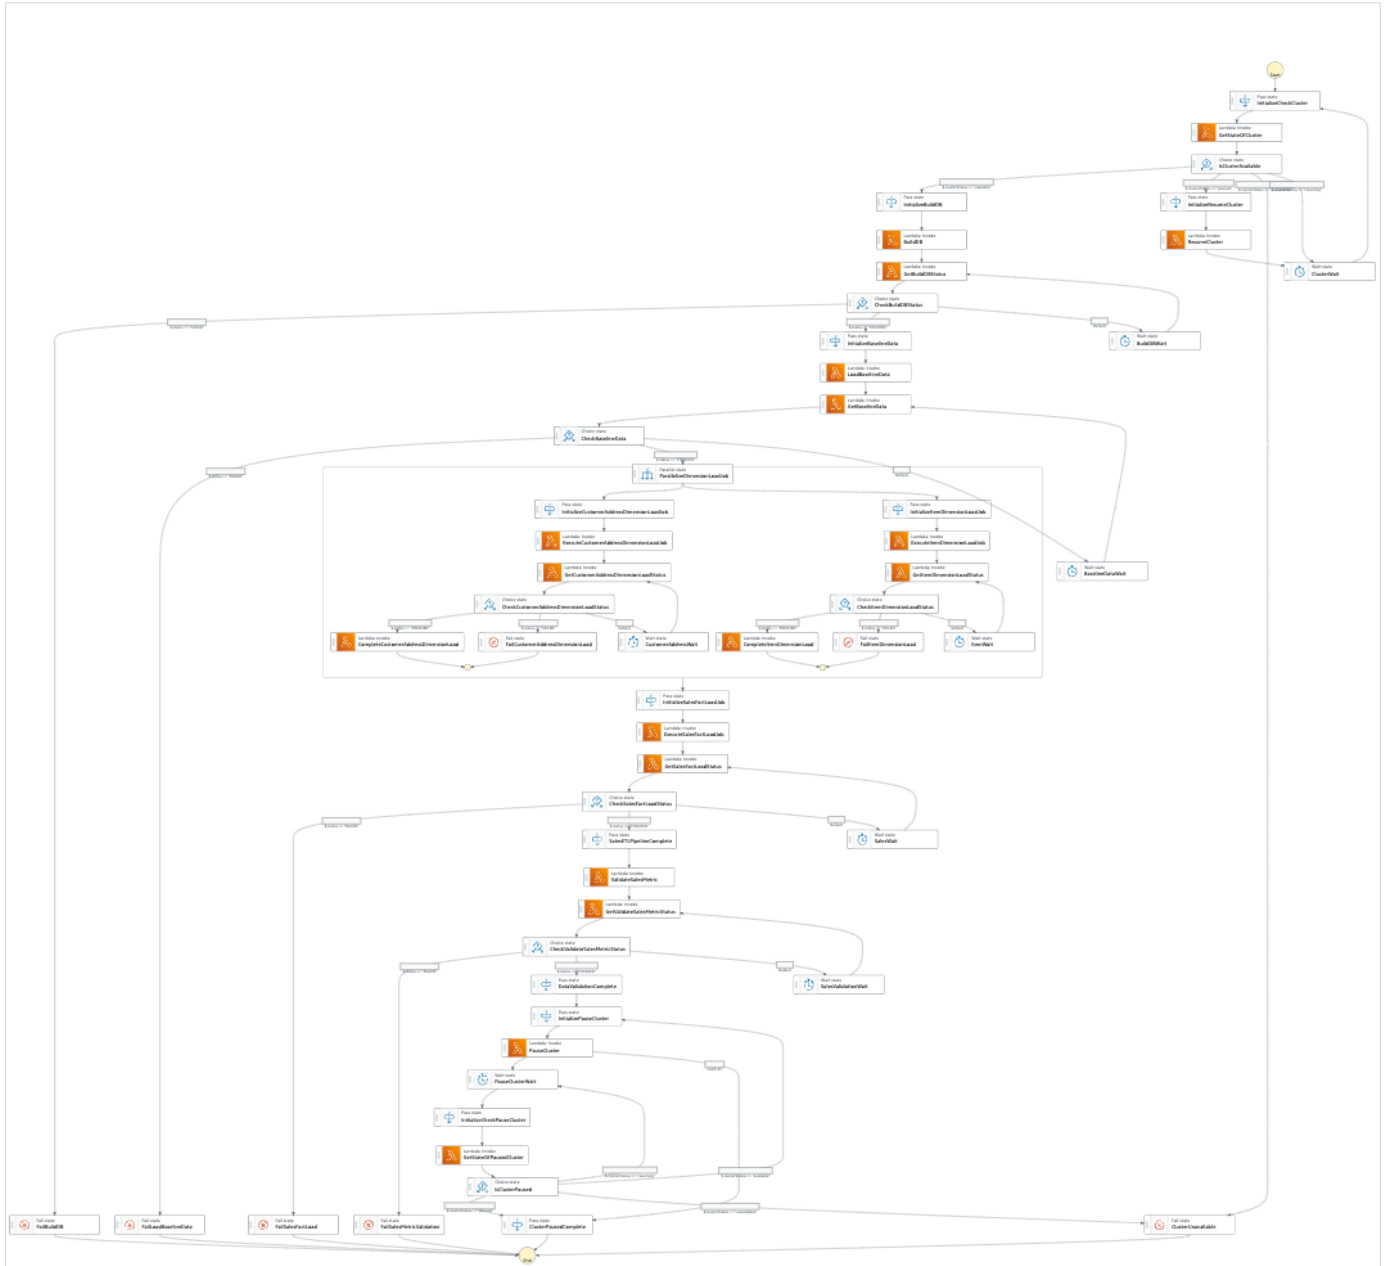 Start
Pass state
InitializeCheckCluster
Lambda: Invoke
GetStateOfCluster
Choice state
IsClusterAvailable
Pass state
InitializeBuildDB
Pass state
InitializeResumeCluster
Lambda: Invoke
BuildDB
Lambda: Invoke
ResumeCluster
Lambda: Invoke
GetBuildDBStatus
Wait state
ClusterWait
Choice state
CheckBuildDBStatus
Default
Pass state
InitializeBaselineData
Wait state
BuildDBWait
Lambda: Invoke
LoadBaselineData
Lambda: Invoke
GetBaselineData
Choice state
CheckBaselineData
Default
Parallel state
ParallelizeDimensionLoadJob
Pass state
InitializeCustomerAddressDimensionLoadJob
Pass state
InitializeItemDimensionLoadJob
Lambda: Invoke
ExecuteCustomerAddressDimensionLoadJob
Lambda: Invoke
ExecuteItemDimensionLoadJob
Lambda: Invoke
GetCustomerAddressDimensionLoadStatus
Lambda: Invoke
GetItemDimensionLoadStatus
Wait state
BaselineDataWait
Choice state
CheckCustomerAddressDimensionLoadStatus
Choice state
CheckItemDimensionLoadStatus
Default
Default
Lambda: Invoke
CompleteCustomerAddressDimensionLoad
Fail state
FailCustomerAddressDimensionLoad
Wait state
CustomerAddressWait
Lambda: Invoke
CompleteItemDimensionLoad
Fail state
FailItemDimensionLoad
Wait state
ItemWait
Pass state
InitializeSalesFactLoadJob
Lambda: Invoke
ExecuteSalesFactLoadJob
Lambda: Invoke
GetSalesFactLoadStatus
Choice state
CheckSalesFactLoadStatus
Default
Pass state
SalesETLPipelineComplete
Wait state
SalesWait
Lambda: Invoke
ValidateSalesMetric
Lambda: Invoke
GetValidateSalesMetricStatus
Choice state
CheckValidateSalesMetricStatus
Default
Pass state
DataValidationComplete
Wait state
SalesValidationWait
Pass state
InitializePauseCluster
Lambda: Invoke
PauseCluster
Wait state
PauseClusterWait
Pass state
InitializeCheckPauseCluster
Lambda: Invoke
GetStateOfPausedCluster
Choice state
IsClusterPaused
Fail state
FailBuildDB
Fail state
FailLoadBaselineData
Fail state
FailSalesFactLoad
Fail state
FailSalesMetricValidation
Pass state
ClusterPausedComplete
Fail state
ClusterUnavailable
End